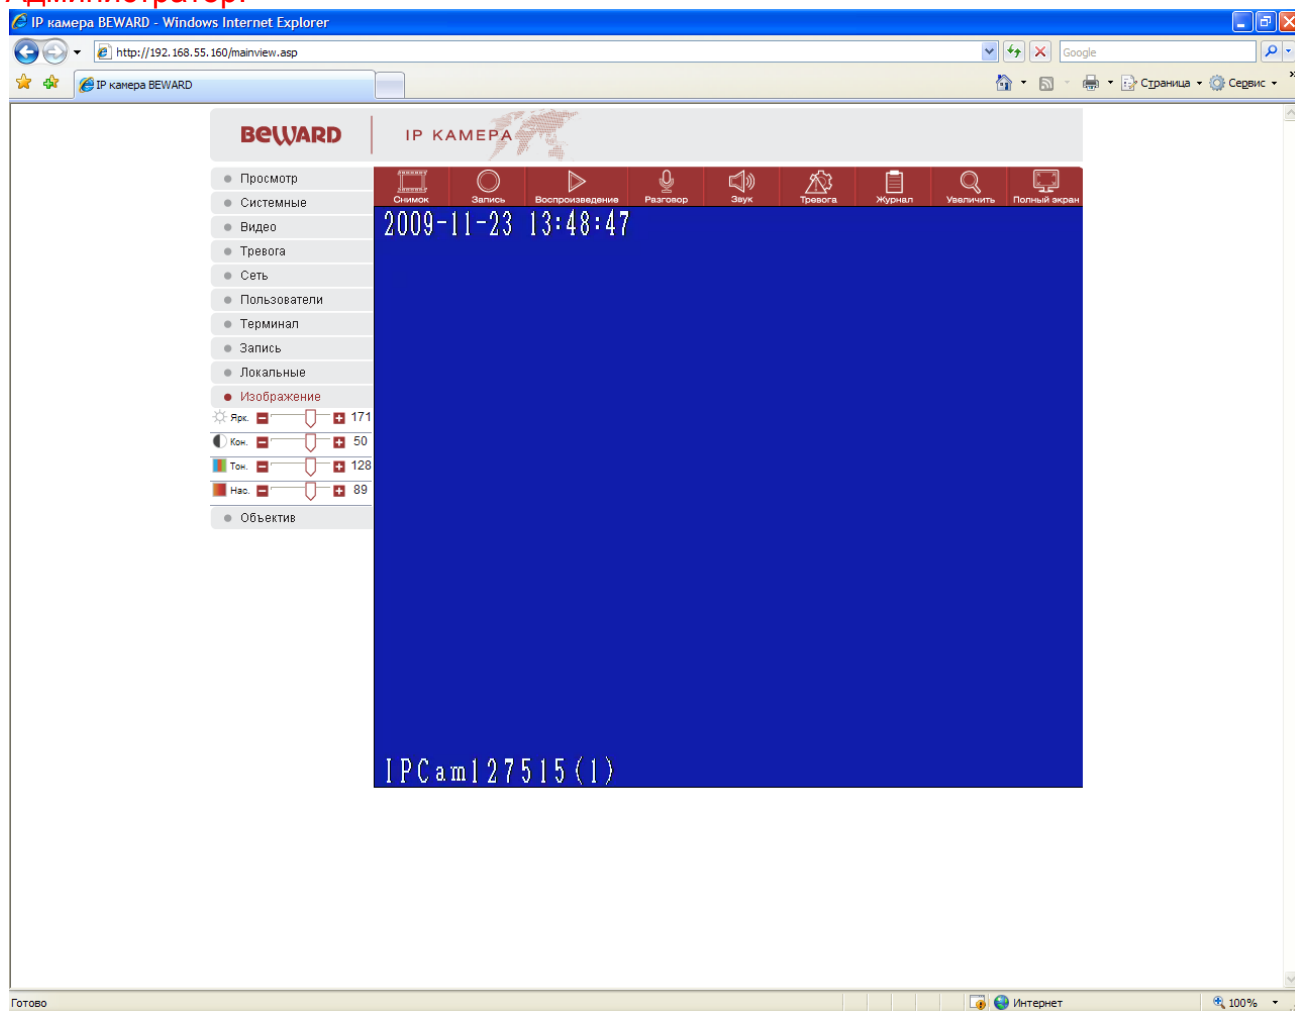 Администратор:
IP камера BEWARD - Windows Internet Explorer
http://192.168.55.160/mainview.asp
Google
IP камера BEWARD
Страница
Сервис
BEWARD
IP КАМЕРА
Просмотр
Системные
Видео
Тревога
Сеть
Пользователи
Терминал
Запись
Локальные
Изображение
Ярк. 171
Кон. 50
Тон. 128
Нас. 89
Объектив
Снимок Запись Воспроизведение Разговор Звук Тревога Журнал Увеличить Полный экран
2009-11-23 13:48:47
IPCam127515(1)
Готово
Интернет
100%